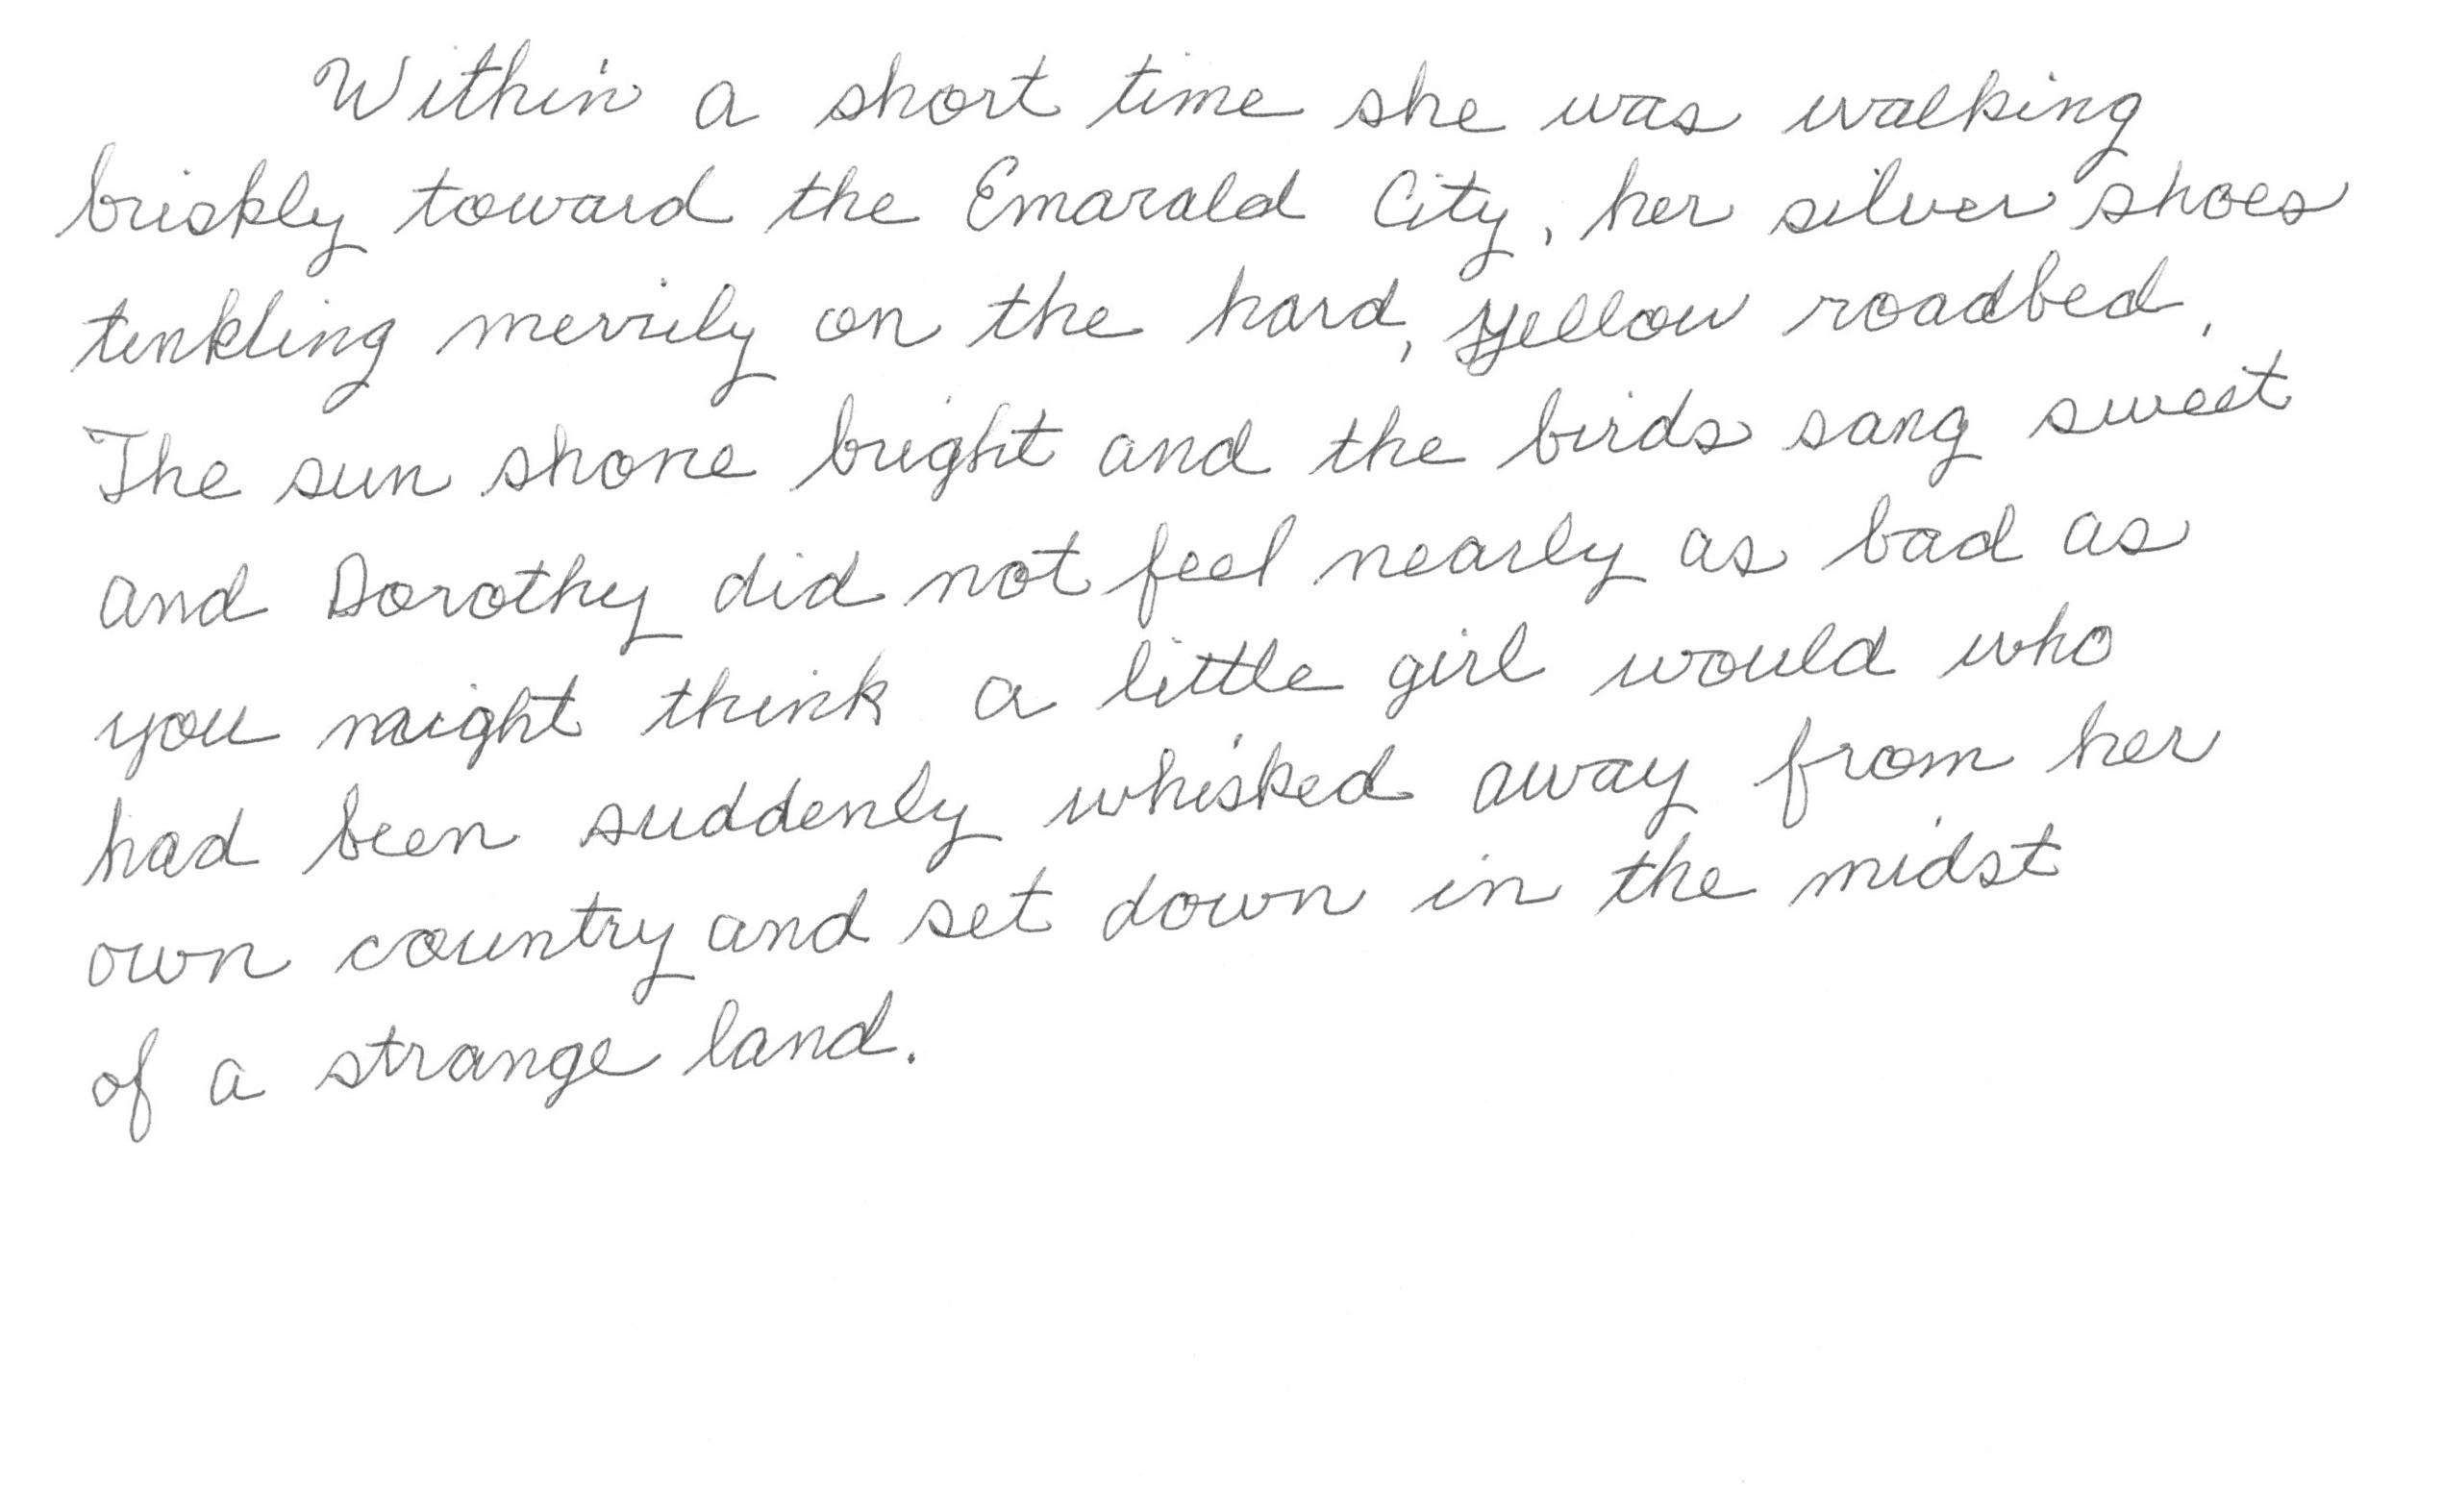 Within a short time she was walking
briskly toward the Emarald City, her silver shoes
tinkling merrily on the hard, yellow roadbed.
The sun shone bright and the birds sang sweet
and Dorothy did not feel nearly as bad as
you might think a little girl would who
had been suddenly whisked away from her
own country and set down in the midst
of a strange land.